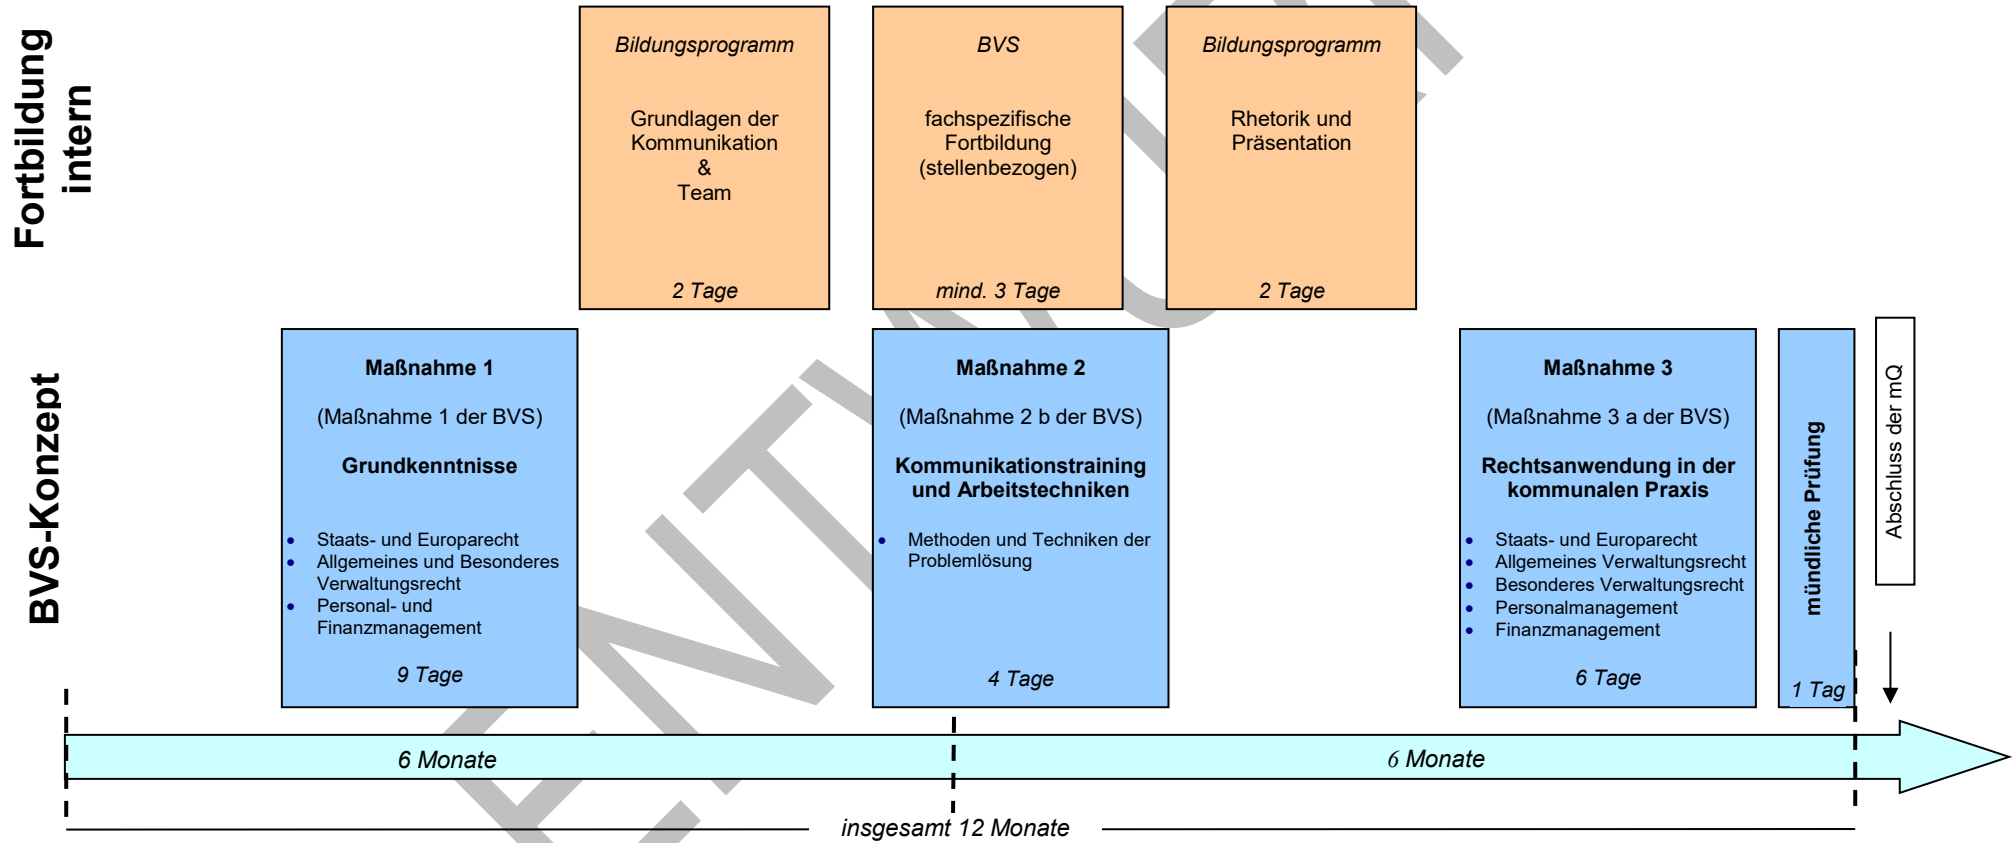 Fortbildung
intern
Bildungsprogramm
Grundlagen der
Kommunikation
&
Team
2 Tage
BVS
fachspezifische
Fortbildung
(stellenbezogen)
mind. 3 Tage
Bildungsprogramm
Rhetorik und
Präsentation
2 Tage
BVS-Konzept
Maßnahme 1
(Maßnahme 1 der BVS)
Grundkenntnisse
• Staats- und Europarecht
• Allgemeines und Besonderes
Verwaltungsrecht
• Personal- und
Finanzmanagement
9 Tage
Maßnahme 2
(Maßnahme 2 b der BVS)
Kommunikationstraining
und Arbeitstechniken
• Methoden und Techniken der
Problemlösung
4 Tage
Maßnahme 3
(Maßnahme 3 a der BVS)
Rechtsanwendung in der
kommunalen Praxis
• Staats- und Europarecht
• Allgemeines Verwaltungsrecht
• Besonderes Verwaltungsrecht
• Personalmanagement
• Finanzmanagement
6 Tage
mündliche Prüfung
1 Tag
Abschluss der mQ
6 Monate
6 Monate
insgesamt 12 Monate
ENTWURF